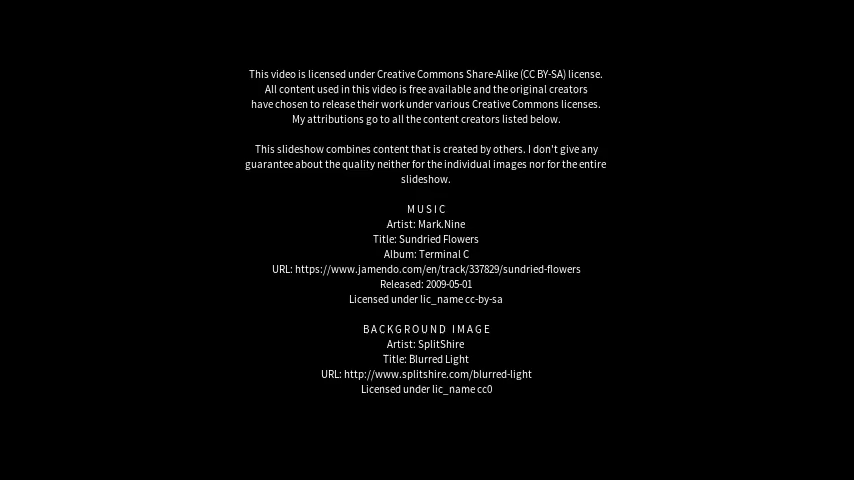 This video is licensed under Creative Commons Share-Alike (CC BY-SA) license.
All content used in this video is free available and the original creators
have chosen to release their work under various Creative Commons licenses.
My attributions go to all the content creators listed below.
This slideshow combines content that is created by others. I don't give any
guarantee about the quality neither for the individual images nor for the entire
slideshow.
MUSIC
Artist: Mark.Nine
Title: Sundried Flowers
Album: Terminal C
URL: https://www.jamendo.com/en/track/337829/sundried-flowers
Released: 2009-05-01
Licensed under lic_name cc-by-sa
BACKGROUND IMAGE
Artist: SplitShire
Title: Blurred Light
URL: http://www.splitshire.com/blurred-light
Licensed under lic_name cc0